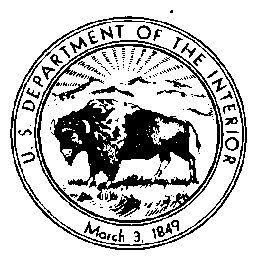 U.S. DEPARTMENT OF THE INTERIOR
March 3, 1849